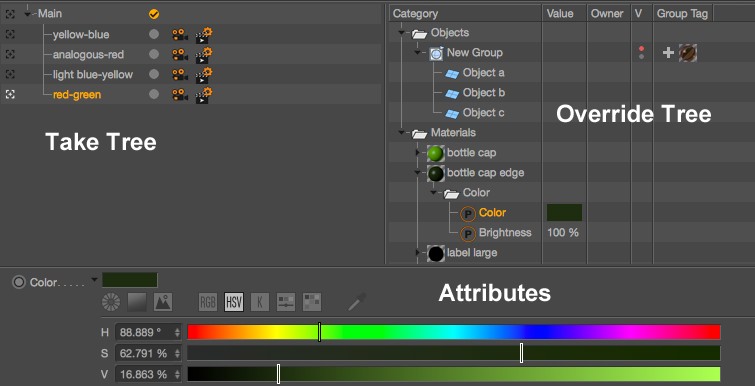 Main
yellow-blue
analogous-red
light blue-yellow
red-green
Take Tree
Category Value Owner V Group Tag
Objects
New Group
Object a
Object b
Object c
Override Tree
Materials
bottle cap
bottle cap edge
Color
P Color
P Brightness 100 %
label large
Color. . . . .
Attributes
RGB HSV K
H 88.889 °
S 62.791 %
V 16.863 %